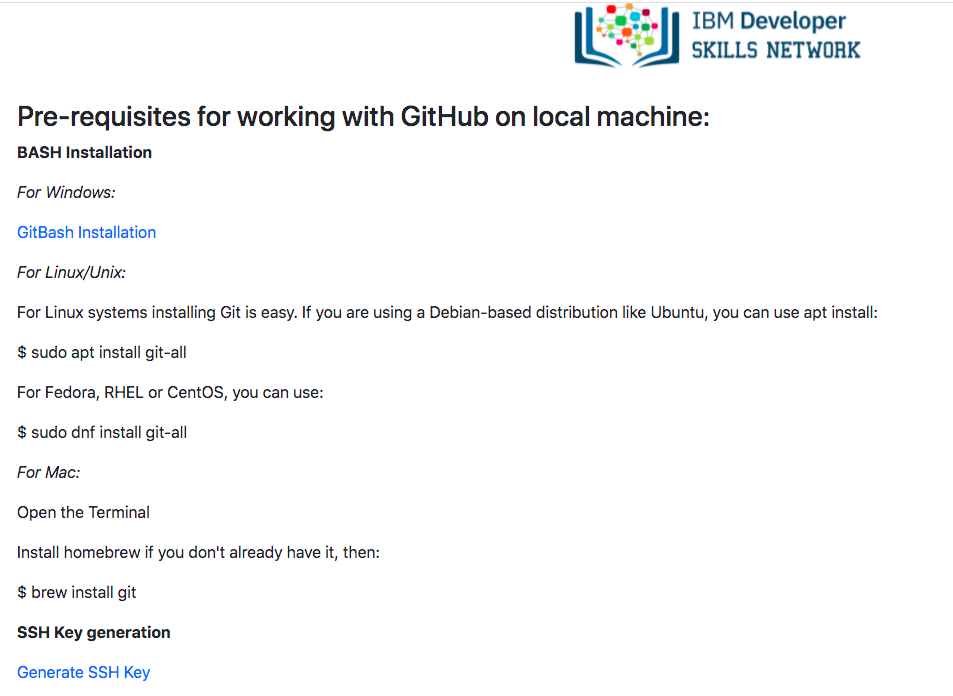 IBM Developer
SKILLS NETWORK
Pre-requisites for working with GitHub on local machine:
BASH Installation
For Windows:
GitBash Installation
For Linux/Unix:
For Linux systems installing Git is easy. If you are using a Debian-based distribution like Ubuntu, you can use apt install:
$ sudo apt install git-all
For Fedora, RHEL or CentOS, you can use:
$ sudo dnf install git-all
For Mac:
Open the Terminal
Install homebrew if you don't already have it, then:
$ brew install git
SSH Key generation
Generate SSH Key